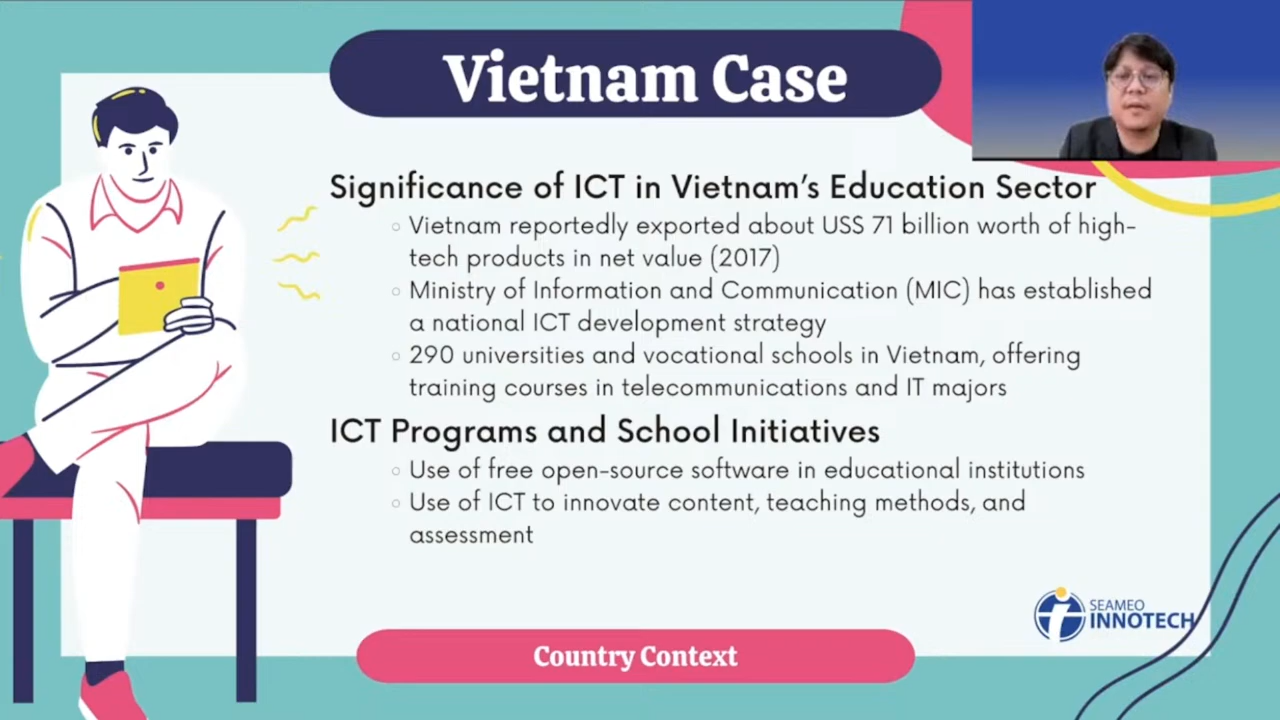 Vietnam Case
Significance of ICT in Vietnam's Education Sector
Vietnam reportedly exported about USS 71 billion worth of high-
tech products in net value (2017)
Ministry of Information and Communication (MIC) has established
a national ICT development strategy
290 universities and vocational schools in Vietnam, offering
training courses in telecommunications and IT majors
ICT Programs and School Initiatives
Use of free open-source software in educational institutions
Use of ICT to innovate content, teaching methods, and
assessment
SEAMEO
INNOTECH
Country Context